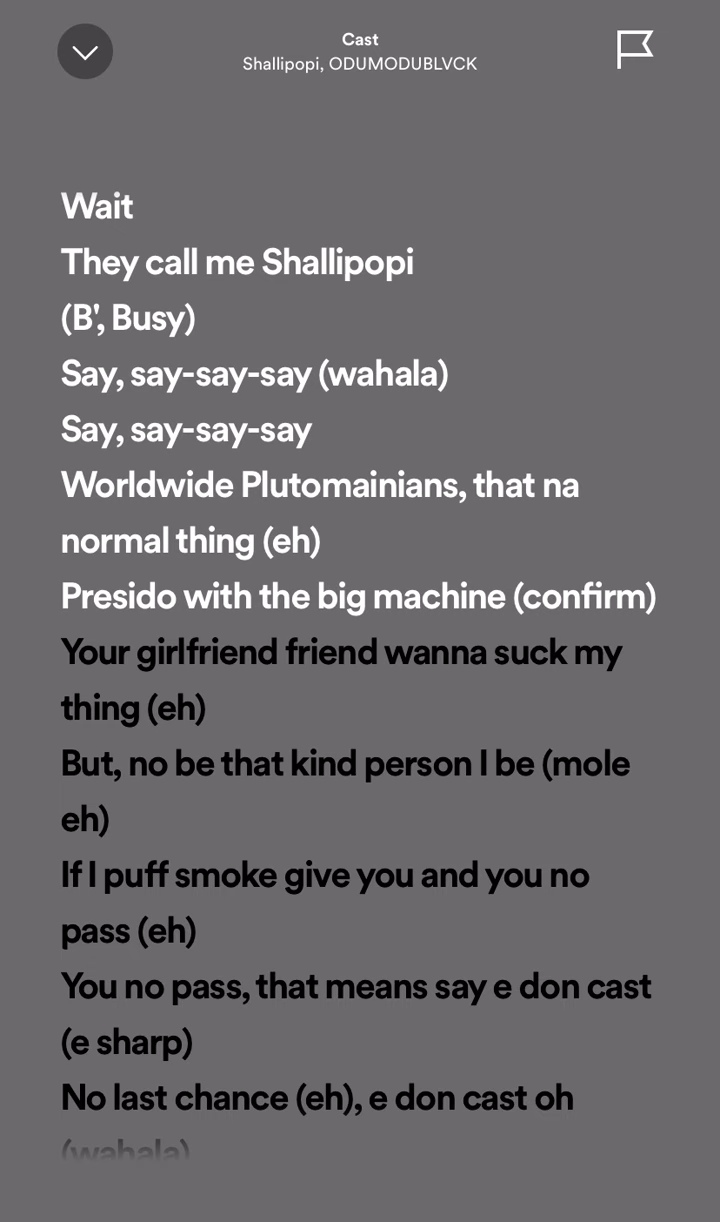 Cast
Shallipopi, ODUMODUBLVCK
Wait
They call me Shallipopi
(B', Busy)
Say, say-say-say (wahala)
Say, say-say-say
Worldwide Plutomainians, that na
normal thing (eh)
Presido with the big machine (confirm)
Your girlfriend friend wanna suck my
thing (eh)
But, no be that kind person I be (mole
eh)
If I puff smoke give you and you no
pass (eh)
You no pass, that means say e don cast
(e sharp)
No last chance (eh), e don cast oh
(wahala)